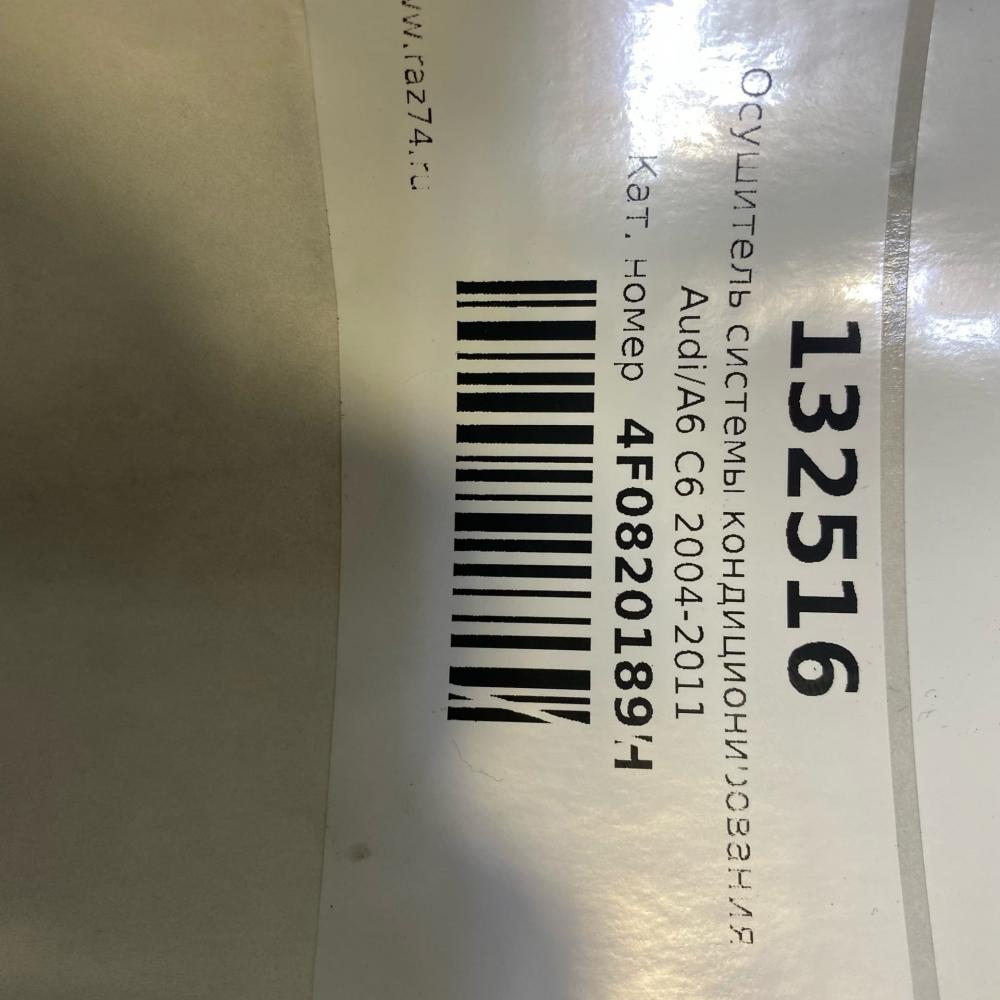 132516
Осушитель системы кондиционирования
Audi/A6 C6 2004-2011
Кат. номер 4F0820189H
www.raz74.ru